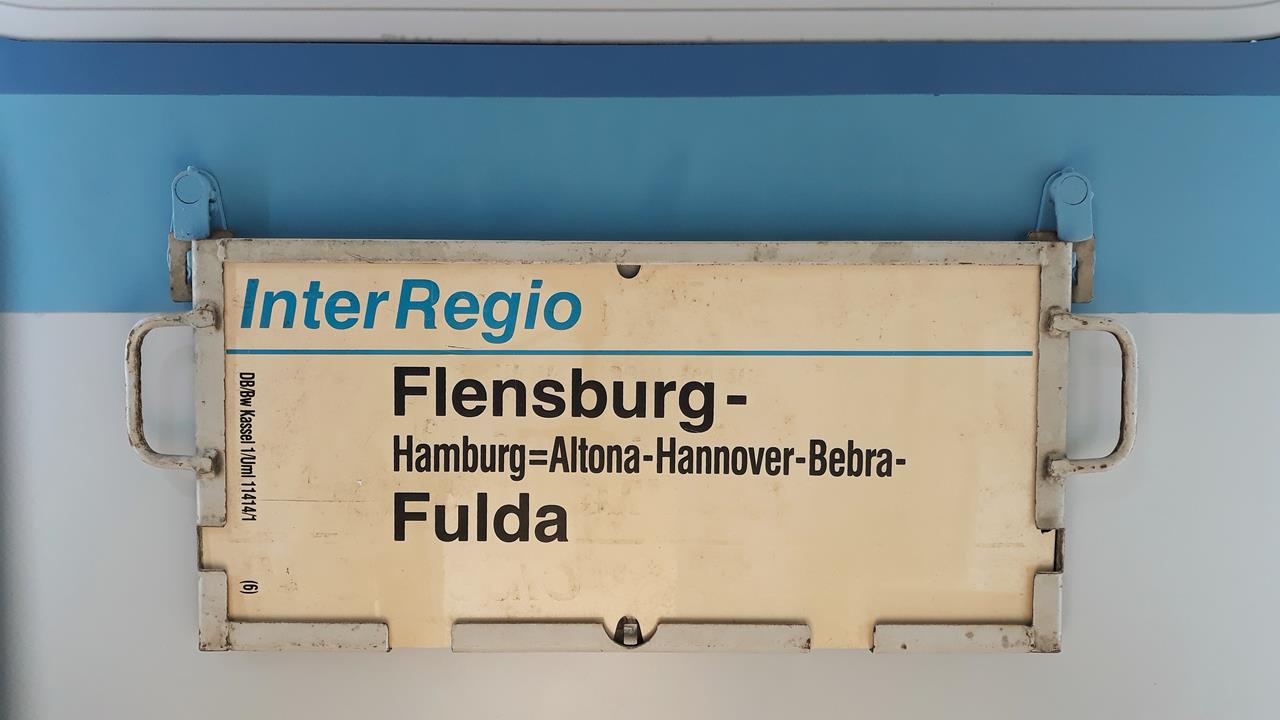 InterRegio
Flensburg-
Hamburg=Altona-Hannover-Bebra-
Fulda
DB/Bw Kassel 1/Uml 11414/1
(6)